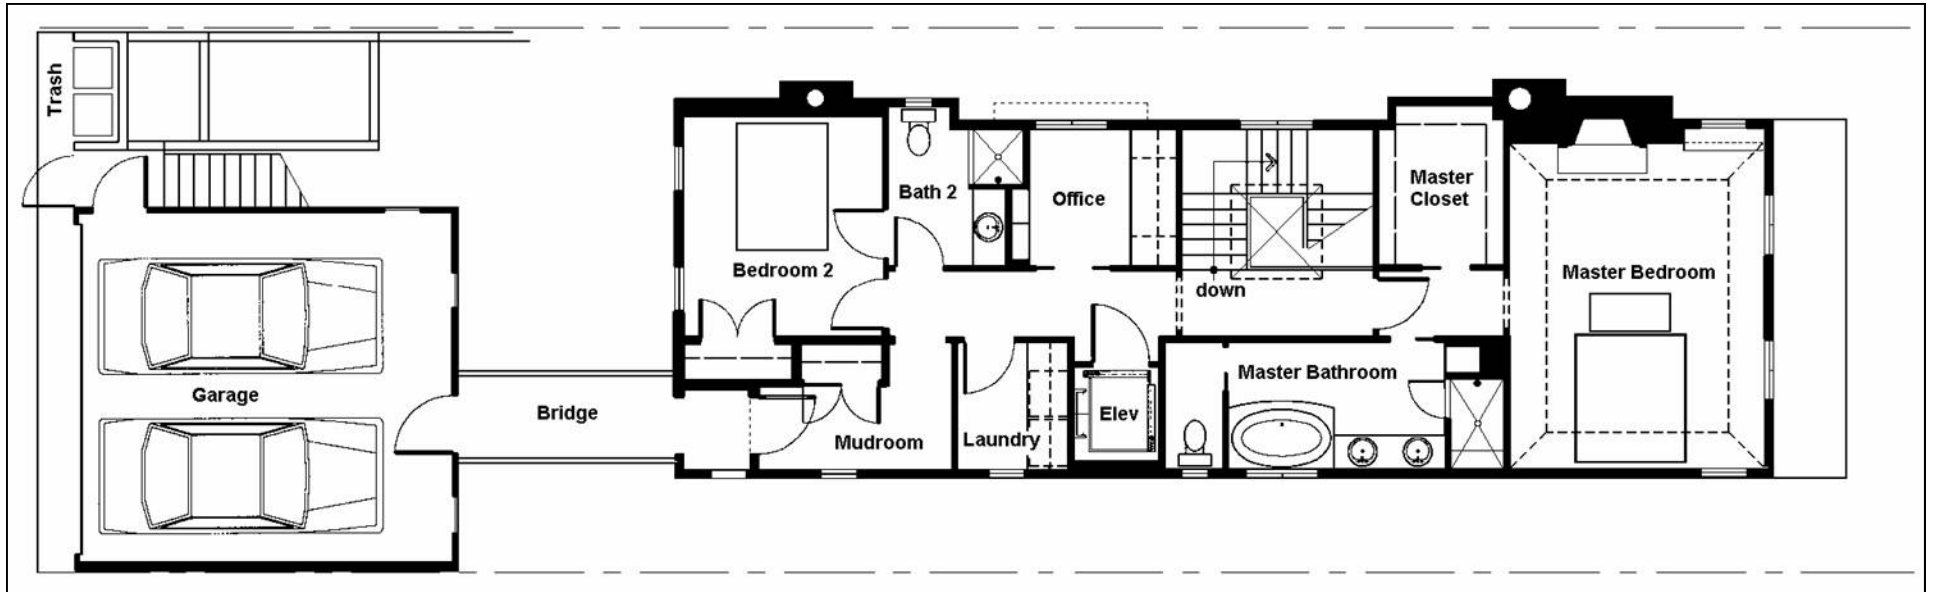 Trash
Bath 2
Office
Master
Closet
Bedroom 2
Master Bedroom
down
Garage
Bridge
Mudroom
Laundry
Elev
Master Bathroom